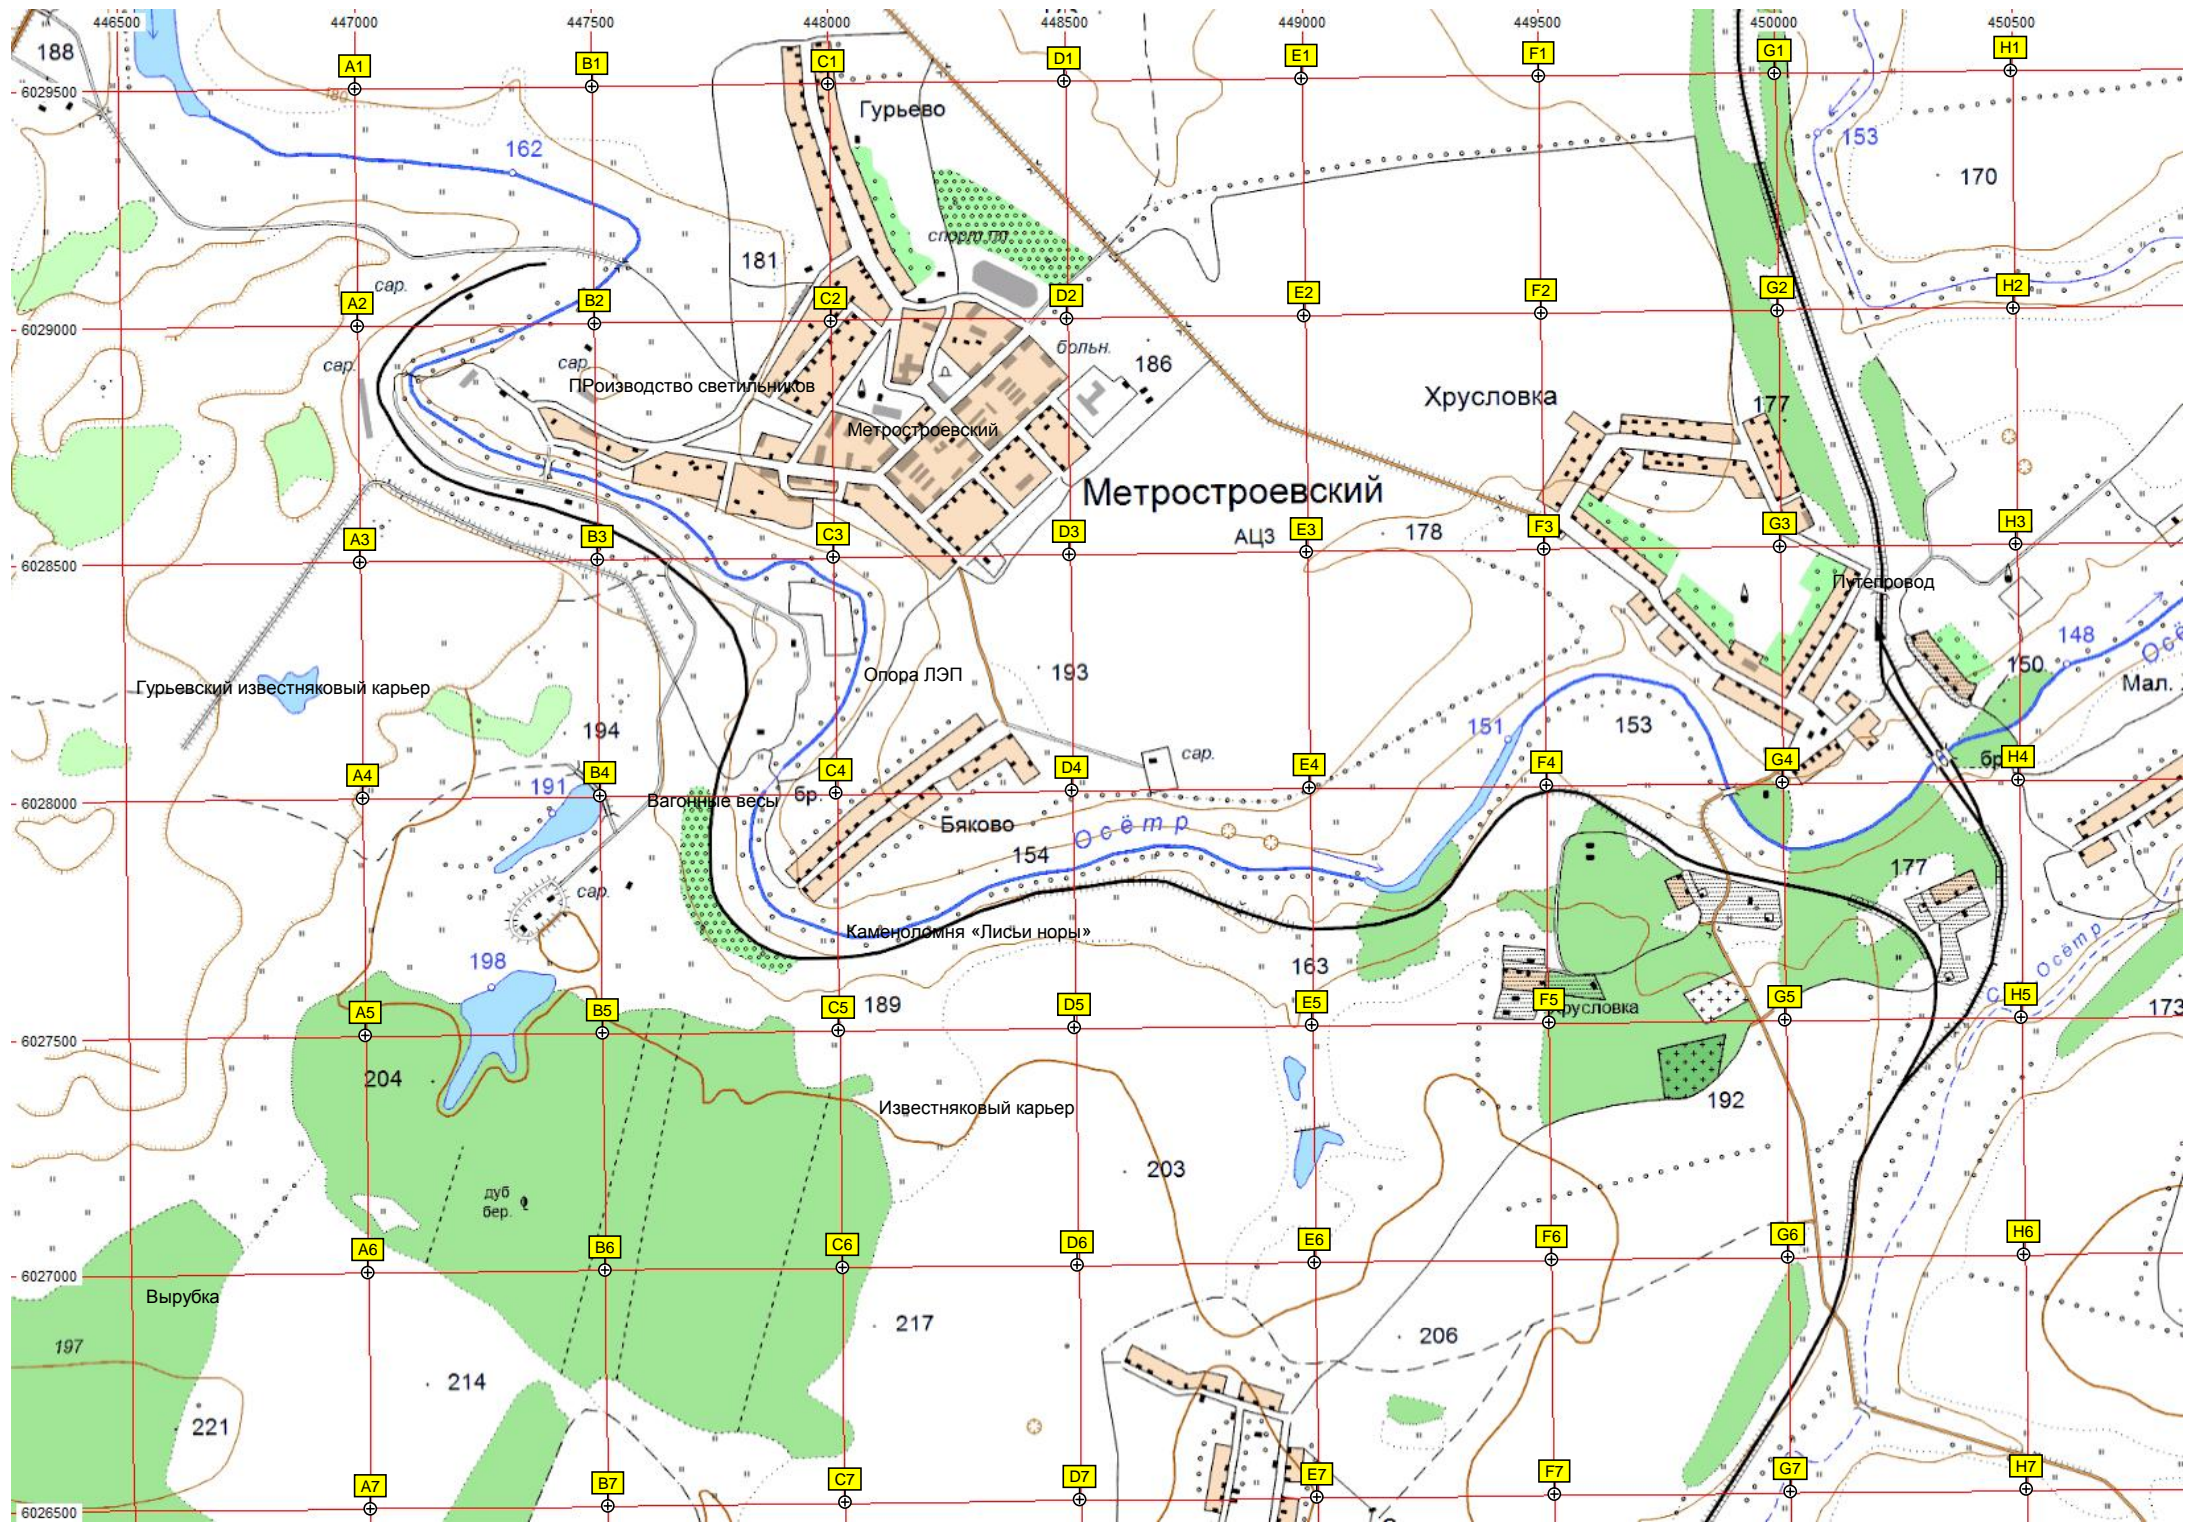 446500 447000 447500 448000 448500 449000 449500 450000 450500
188
A1 B1 C1 D1 E1 F1 G1 H1
6029500
180
Гурьево
162
153
170
181
спорт. пл.
сар.
A2 B2 C2 D2 E2 F2 G2 H2
6029000
больн.
186
сар.
сар.
ПРоизводство светильников
Хрусловка
177
Метростроевский
Метростроевский
АЦЗ
178
A3 B3 C3 D3 E3 F3 G3 H3
6028500
Путепровод
148
150
Осё
Мал.
193
Опора ЛЭП
Гурьевский известняковый карьер
194
151
153
сар.
A4 B4 C4 D4 E4 F4 G4 H4
бр.
6028000
191
Вагонные весы
бр.
Бяково
Осётр
154
177
сар.
Каменоломня «Лисьи норы»
198
163
Осётр
С
189
A5 B5 C5 D5 E5 F5 G5 H5
Хрусловка
173
6027500
204
Известняковый карьер
192
203
дуб
бер.
A6 B6 C6 D6 E6 F6 G6 H6
6027000
Вырубка
197
217
206
214
221
A7 B7 C7 D7 E7 F7 G7 H7
6026500